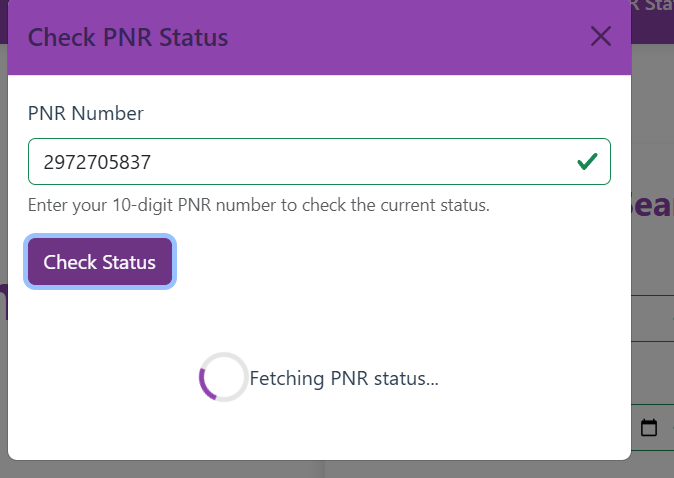 R Sta
Check PNR Status
PNR Number
2972705837
Enter your 10-digit PNR number to check the current status.
Sea
Check Status
Fetching PNR status...